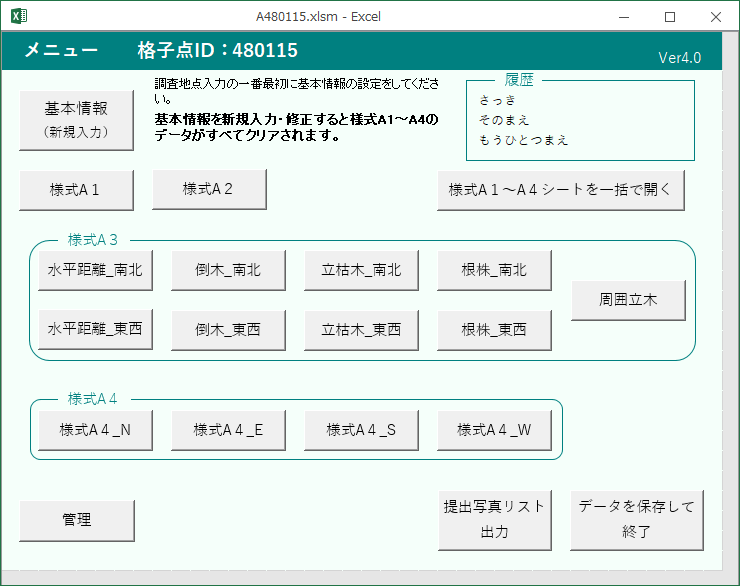 A480115.xlsm - Excel
メニュー 格子点ID：480115
Ver4.0
基本情報
（新規入力）
調査地点入力の一番最初に基本情報の設定をしてくださ
い。
基本情報を新規入力・修正すると様式A1～A4の
データがすべてクリアされます。
履歴
さっき
そのまえ
もうひとつまえ
様式A１
様式A２
様式A１～A４シートを一括で開く
様式A３
水平距離_南北
倒木_南北
立枯木_南北
根株_南北
周囲立木
水平距離_東西
倒木_東西
立枯木_東西
根株_東西
様式A４
様式A４_N
様式A４_E
様式A４_S
様式A４_W
管理
提出写真リスト
出力
データを保存して
終了